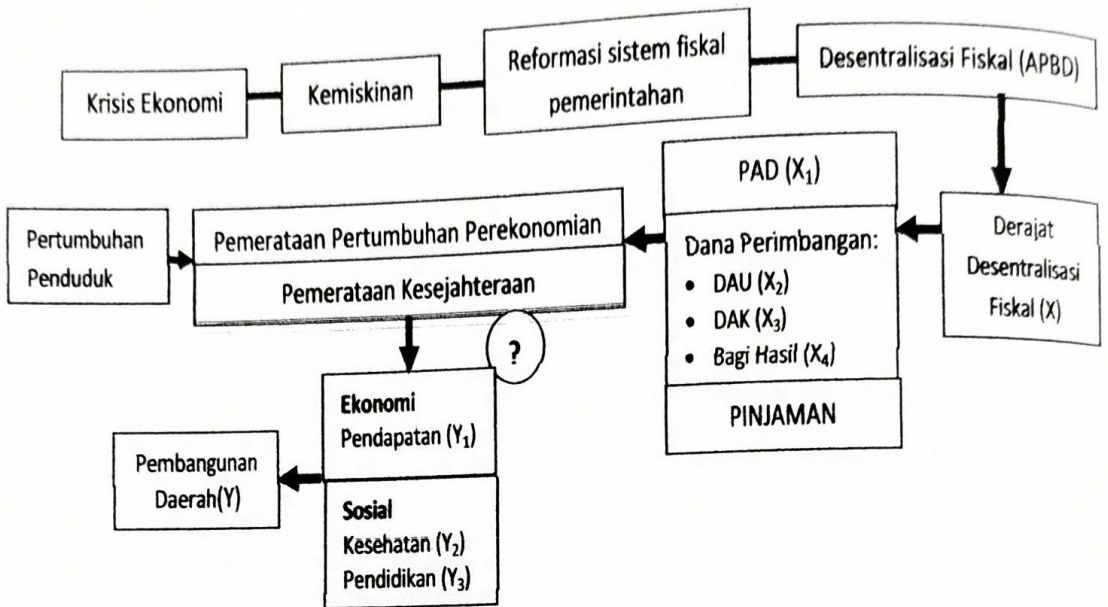 Krisis Ekonomi
Kemiskinan
Reformasi sistem fiskal
pemerintahan
Desentralisasi Fiskal (APBD)
Derajat
Desentralisasi
Fiskal (X)
PAD (X₁)
Dana Perimbangan:
• DAU (X₂)
• DAK (X₃)
• Bagi Hasil (X₄)
PINJAMAN
Pemerataan Pertumbuhan Perekonomian
Pemerataan Kesejahteraan
Pertumbuhan
Penduduk
?
Ekonomi
Pendapatan (Y₁)
Sosial
Kesehatan (Y₂)
Pendidikan (Y₃)
Pembangunan
Daerah(Y)